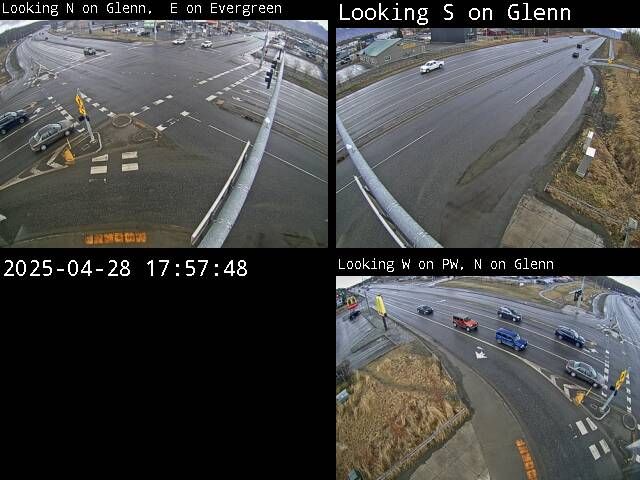 Looking N on Glenn,  E on Evergreen
Looking S on Glenn
2025-04-28 17:57:48
Looking W on PW, N on Glenn